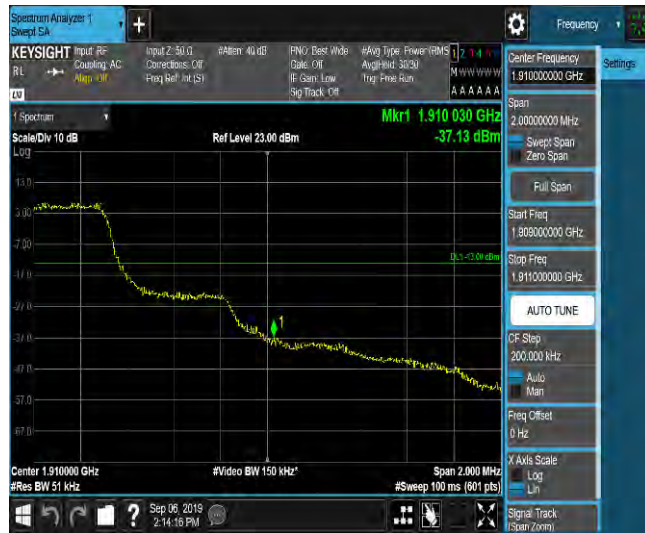 Spectrum Analyzer 1
Swept SA
+
Frequency
KEYSIGHT
Input: RF
Input Z: 50 Ω
#Atten: 40 dB
PNO: Best Wide
#Avg Type: Power (RMS
RL
Coupling: AC
Corrections: Off
Gate: Off
Avg|Hold: 30/30
M W W W W W
Align: Off
Freq Ref: Int (S)
IF Gain: Low
Trig: Free Run
Sig Track: Off
A A A A A A
1 Spectrum
Mkr1 1.910 030 GHz
Scale/Div 10 dB
Ref Level 23.00 dBm
-37.13 dBm
Log
13.0
3.00
-7.00
DL1 -13.00 dBm
-17.0
-27.0
1
-37.0
-47.0
-57.0
-67.0
Center 1.910000 GHz
#Video BW 150 kHz*
Span 2.000 MHz
#Res BW 51 kHz
#Sweep 100 ms (601 pts)
Sep 06, 2019
2:14:16 PM
?
Center Frequency
1.910000000 GHz
Settings
Span
2.00000000 MHz
Swept Span
Zero Span
Full Span
Start Freq
1.909000000 GHz
Stop Freq
1.911000000 GHz
AUTO TUNE
CF Step
200.000 kHz
Auto
Man
Freq Offset
0 Hz
X Axis Scale
Log
Lin
Signal Track
(Span Zoom)